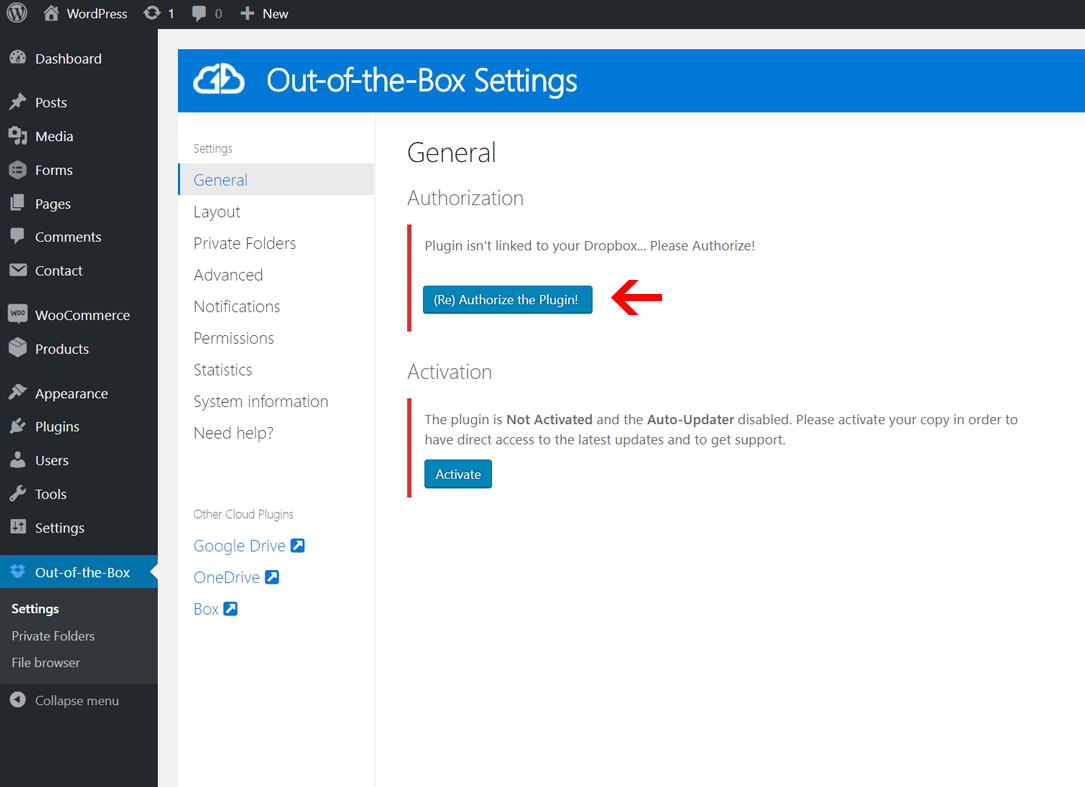 WordPress 1 0 New
Dashboard
Posts
Media
Forms
Pages
Comments
Contact
WOO WooCommerce
Products
Appearance
Plugins
Users
Tools
Settings
Out-of-the-Box
Settings
Private Folders
File browser
Collapse menu
Out-of-the-Box Settings
Settings
General
Layout
Private Folders
Advanced
Notifications
Permissions
Statistics
System information
Need help?
Other Cloud Plugins
Google Drive
OneDrive
Box
General
Authorization
Plugin isn't linked to your Dropbox... Please Authorize!
(Re) Authorize the Plugin!
Activation
The plugin is Not Activated and the Auto-Updater disabled. Please activate your copy in order to
have direct access to the latest updates and to get support.
Activate